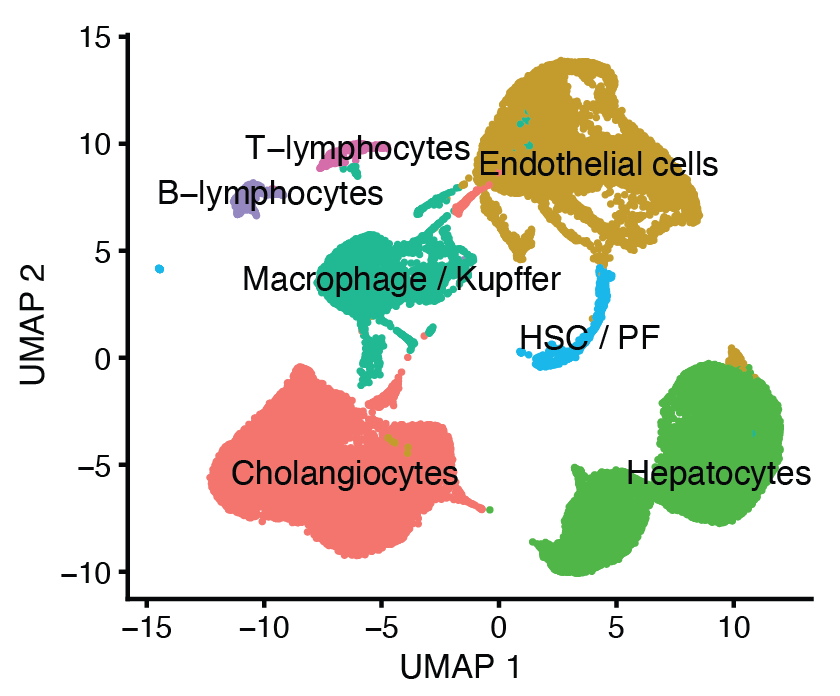 15
10
5
0
−5
−10
UMAP 2
T−lymphocytes
Endothelial cells
B−lymphocytes
Macrophage / Kupffer
HSC / PF
Cholangiocytes
Hepatocytes
−15 −10 −5 0 5 10
UMAP 1